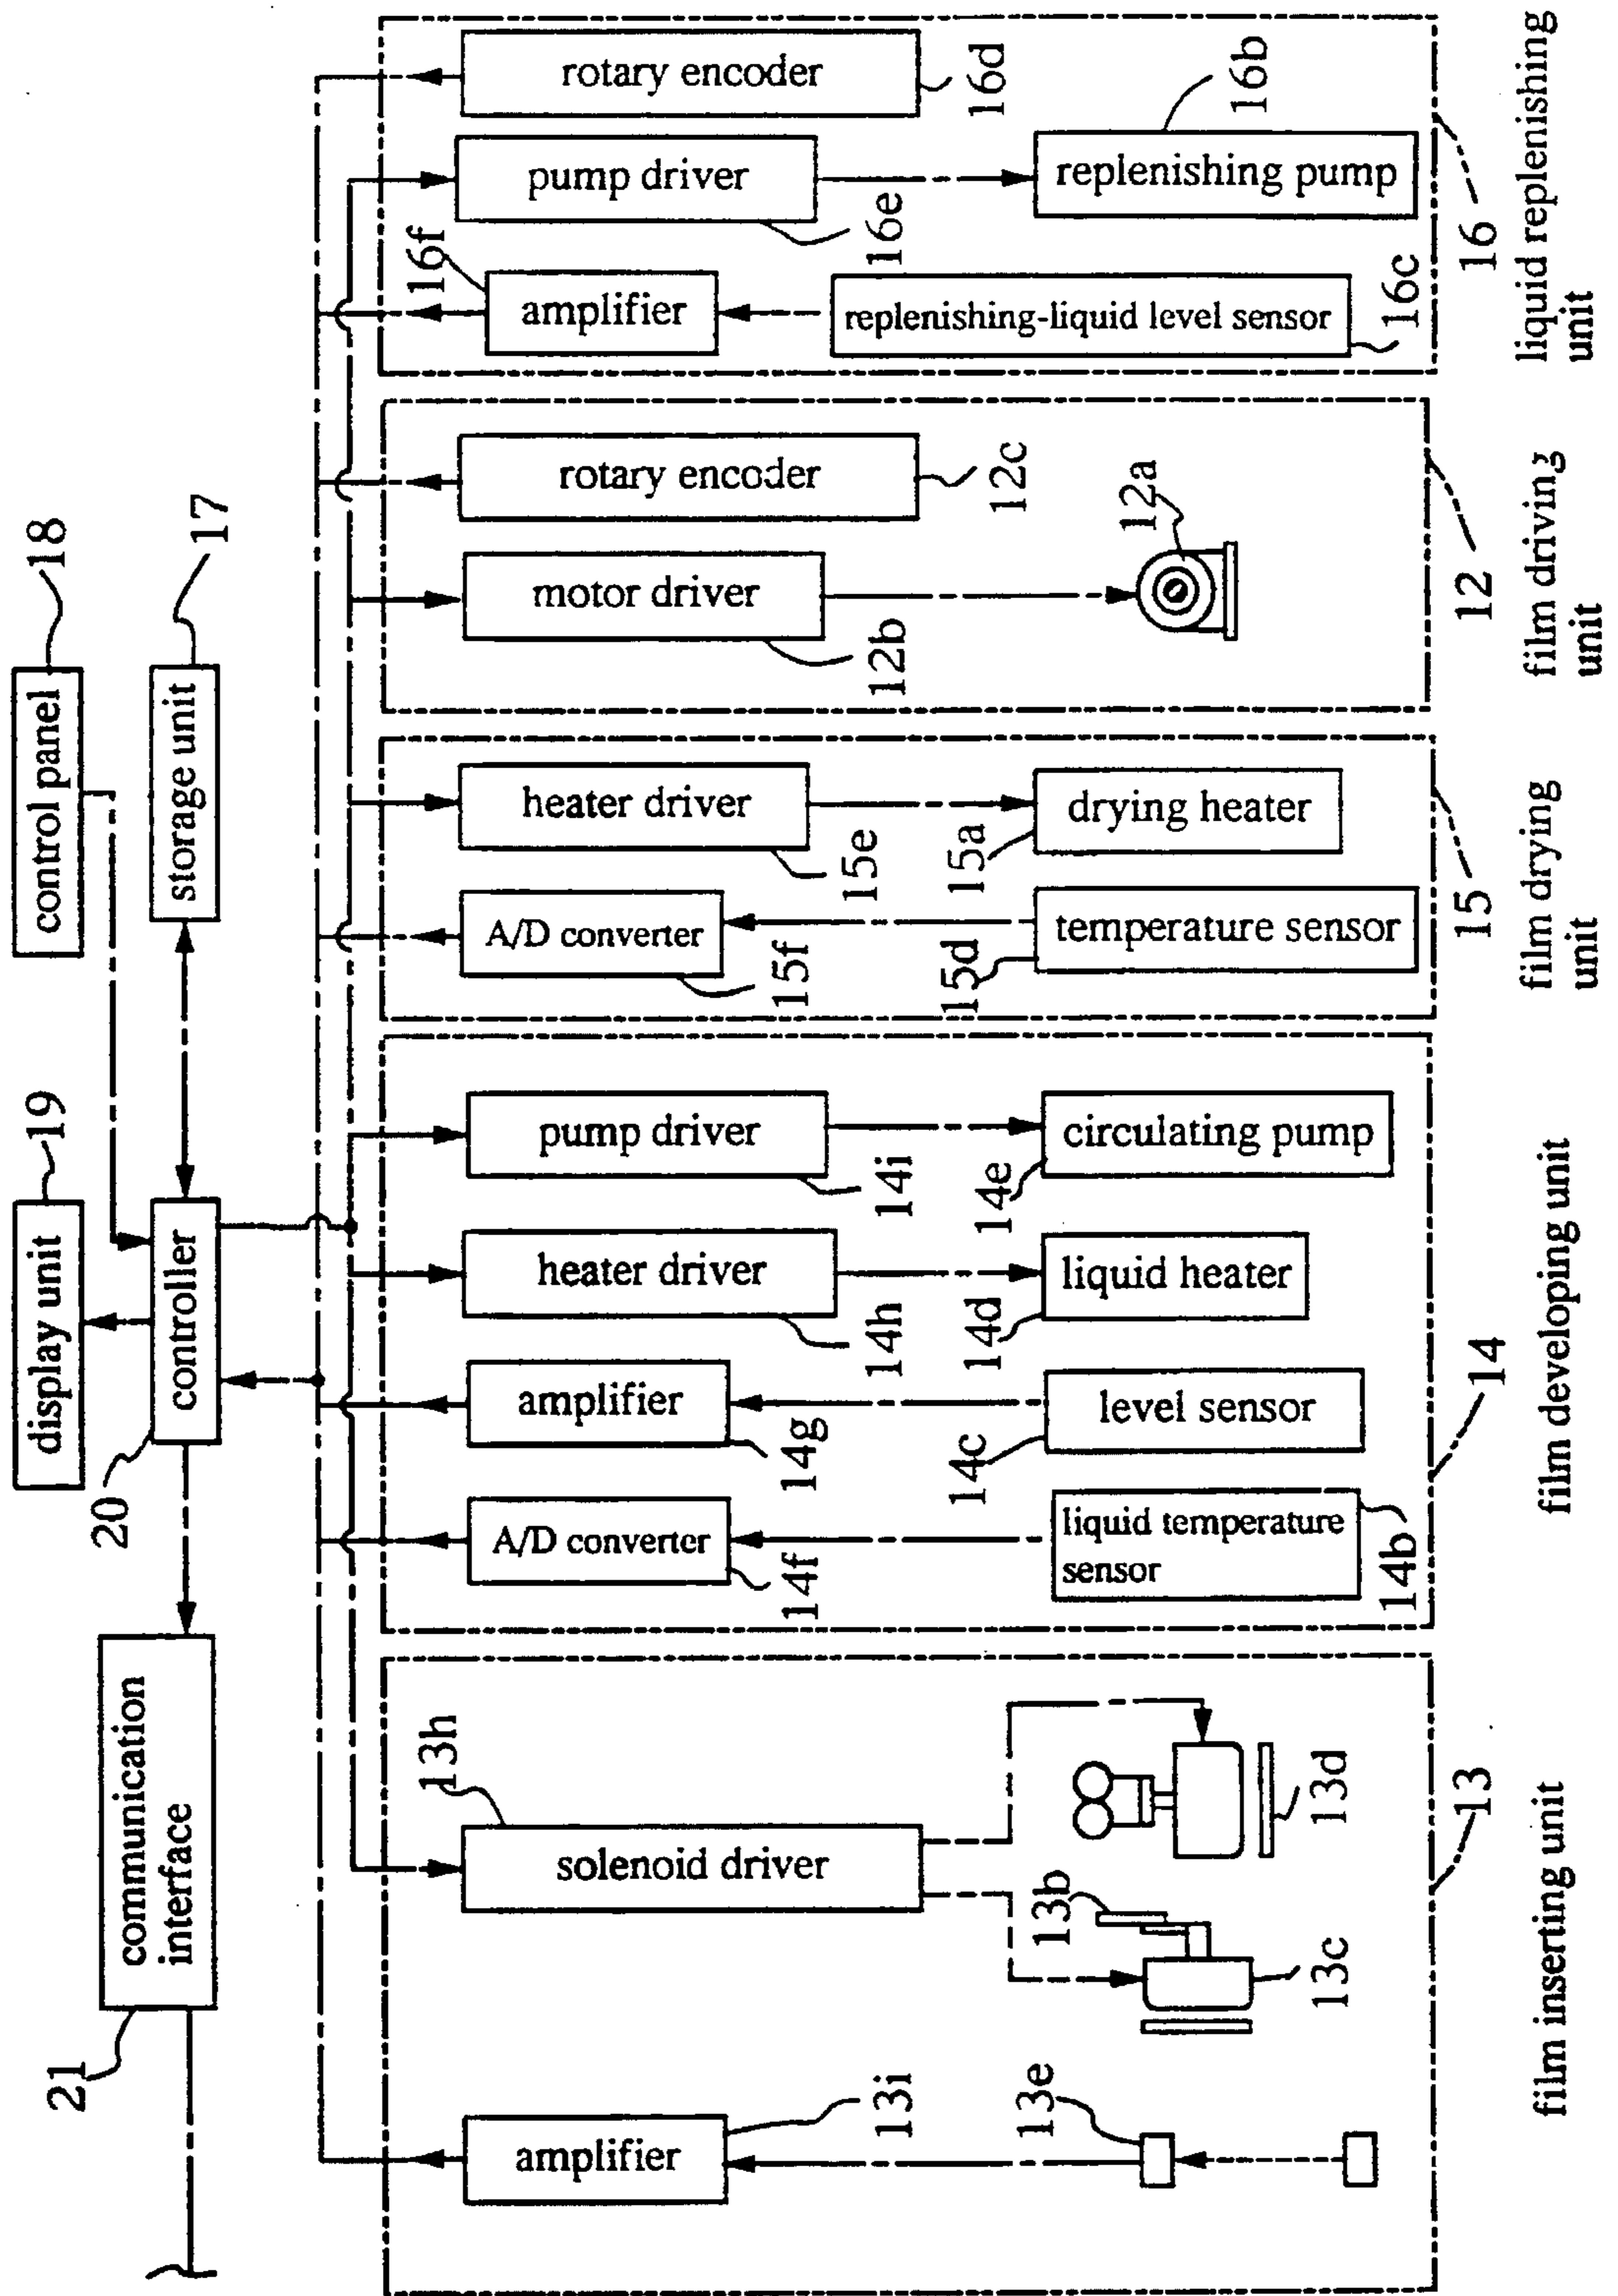 control panel
18
display unit
19
storage unit
17
controller
20
communication
interface
21
amplifier
13i
13e
solenoid driver
13h
13b
13c
13d
13
film inserting unit
A/D converter
14f
liquid temperature
sensor
14b
amplifier
14g
level sensor
14c
heater driver
14h
liquid heater
14d
pump driver
14i
circulating pump
14e
14
film developing unit
A/D converter
15f
temperature sensor
15d
heater driver
15e
drying heater
15a
15
film drying
unit
motor driver
12b
12a
rotary encoder
12c
12
film driving
unit
amplifier
16f
replenishing-liquid level sensor
16c
pump driver
16e
replenishing pump
16b
rotary encoder
16d
16
liquid replenishing
unit